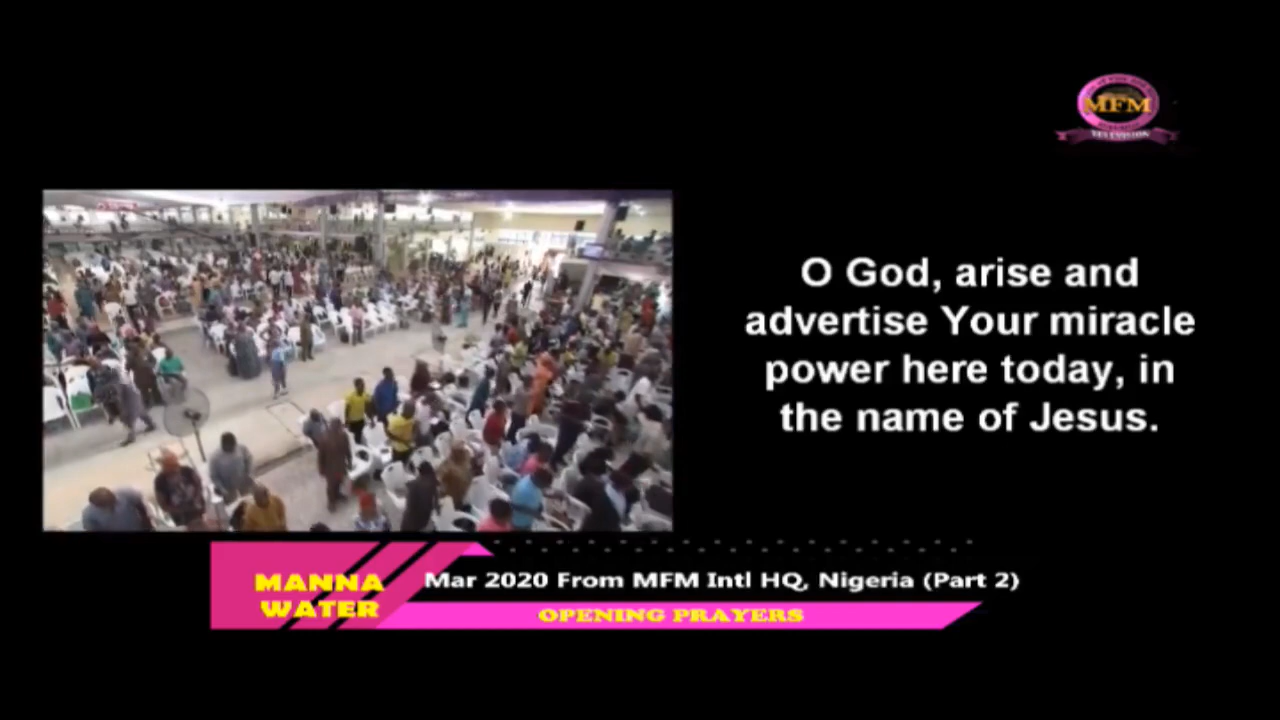 MFM
TELEVISION
O God, arise and
advertise Your miracle
power here today, in
the name of Jesus.
MANNA
WATER
Mar 2020 From MFM Intl HQ, Nigeria (Part 2)
OPENING PRAYERS